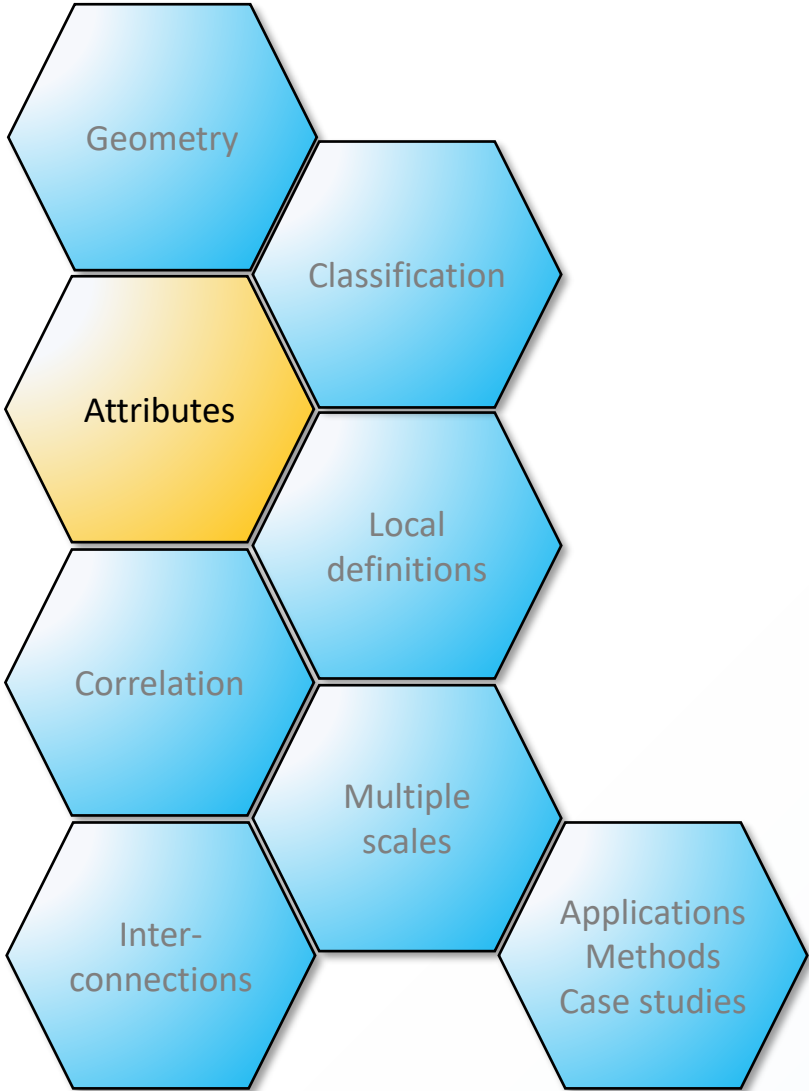 Geometry
Classification
Attributes
Local
definitions
Correlation
Multiple
scales
Inter-
connections
Applications
Methods
Case studies